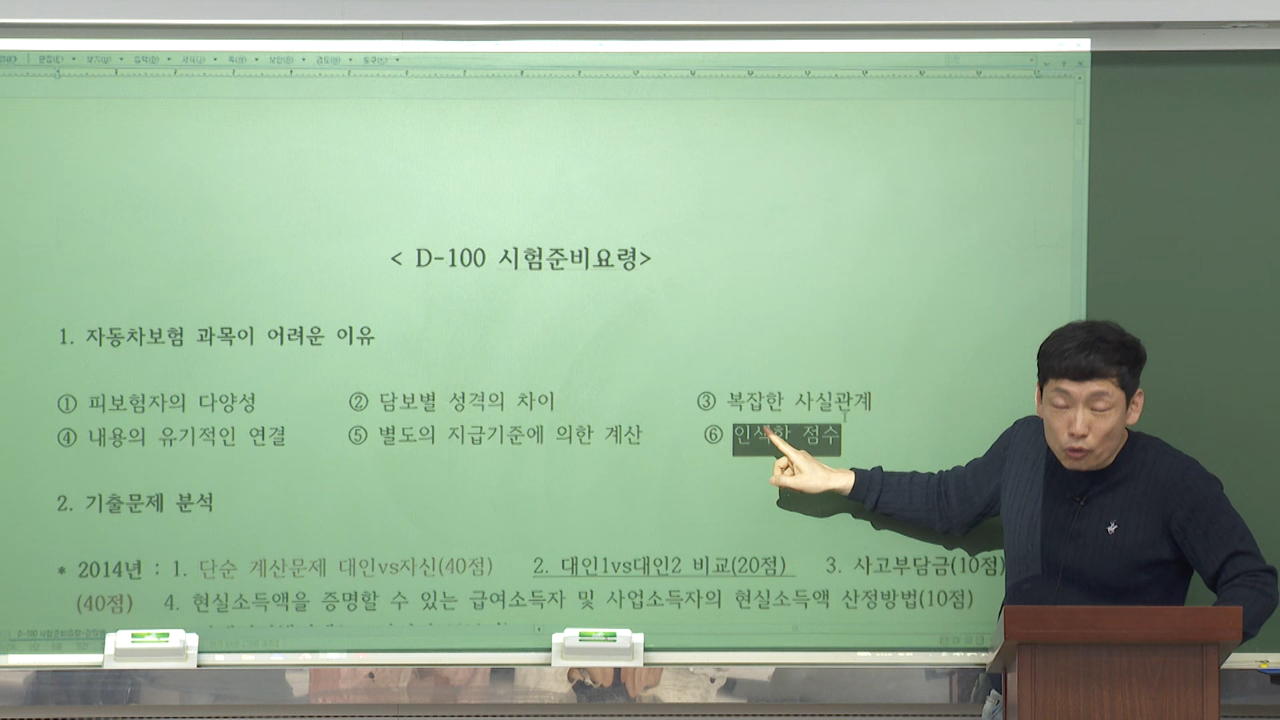 < D-100 시험준비요령>
1. 자동차보험 과목이 어려운 이유
① 피보험자의 다양성 ② 담보별 성격의 차이 ③ 복잡한 사실관계
④ 내용의 유기적인 연결 ⑤ 별도의 지급기준에 의한 계산 ⑥ 인색한 점수
2. 기출문제 분석
* 2014년 : 1. 단순 계산문제 대인vs자신(40점) 2. 대인1vs대인2 비교(20점) 3. 사고부담금(10점)
(40점) 4. 현실소득액을 증명할 수 있는 급여소득자 및 사업소득자의 현실소득액 산정방법(10점)